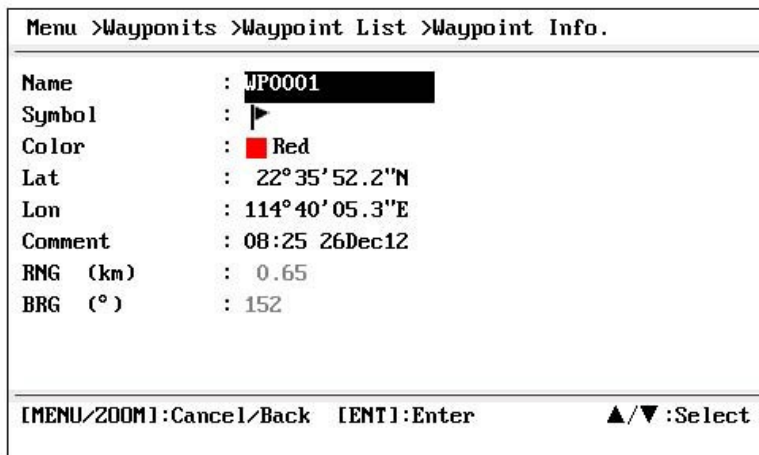 Menu >Wayponits >Waypoint List >Waypoint Info.
Name : WP0001
Symbol :
Color : Red
Lat : 22°35'52.2"N
Lon : 114°40'05.3"E
Comment : 08:25 26Dec12
RNG (km) : 0.65
BRG (°) : 152
[MENU/ZOOM]:Cancel/Back [ENT]:Enter ▲/▼:Select